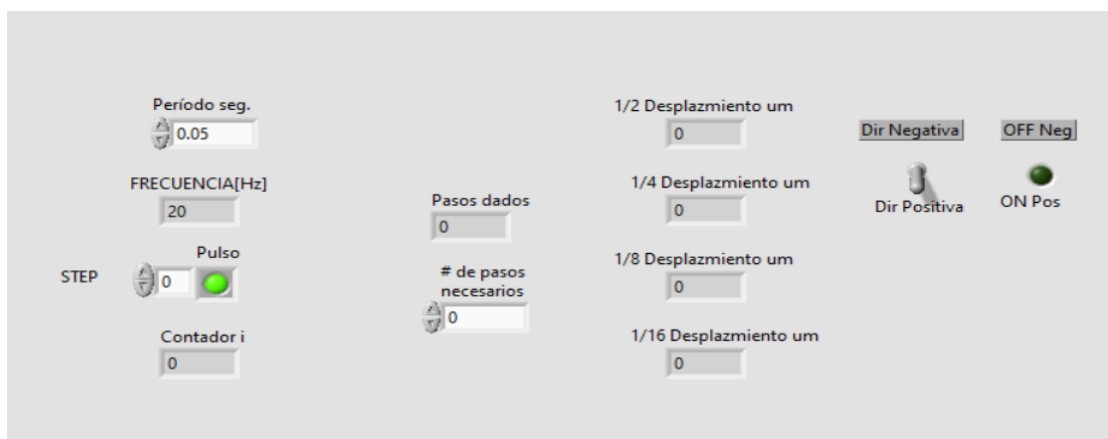 Período seg.
0.05
FRECUENCIA[Hz]
20
Pulso
STEP
0
Contador i
0
Pasos dados
0
# de pasos
necesarios
0
1/2 Desplazmiento um
0
1/4 Desplazmiento um
0
1/8 Desplazmiento um
0
1/16 Desplazmiento um
0
Dir Negativa
Dir Positiva
OFF Neg
ON Pos